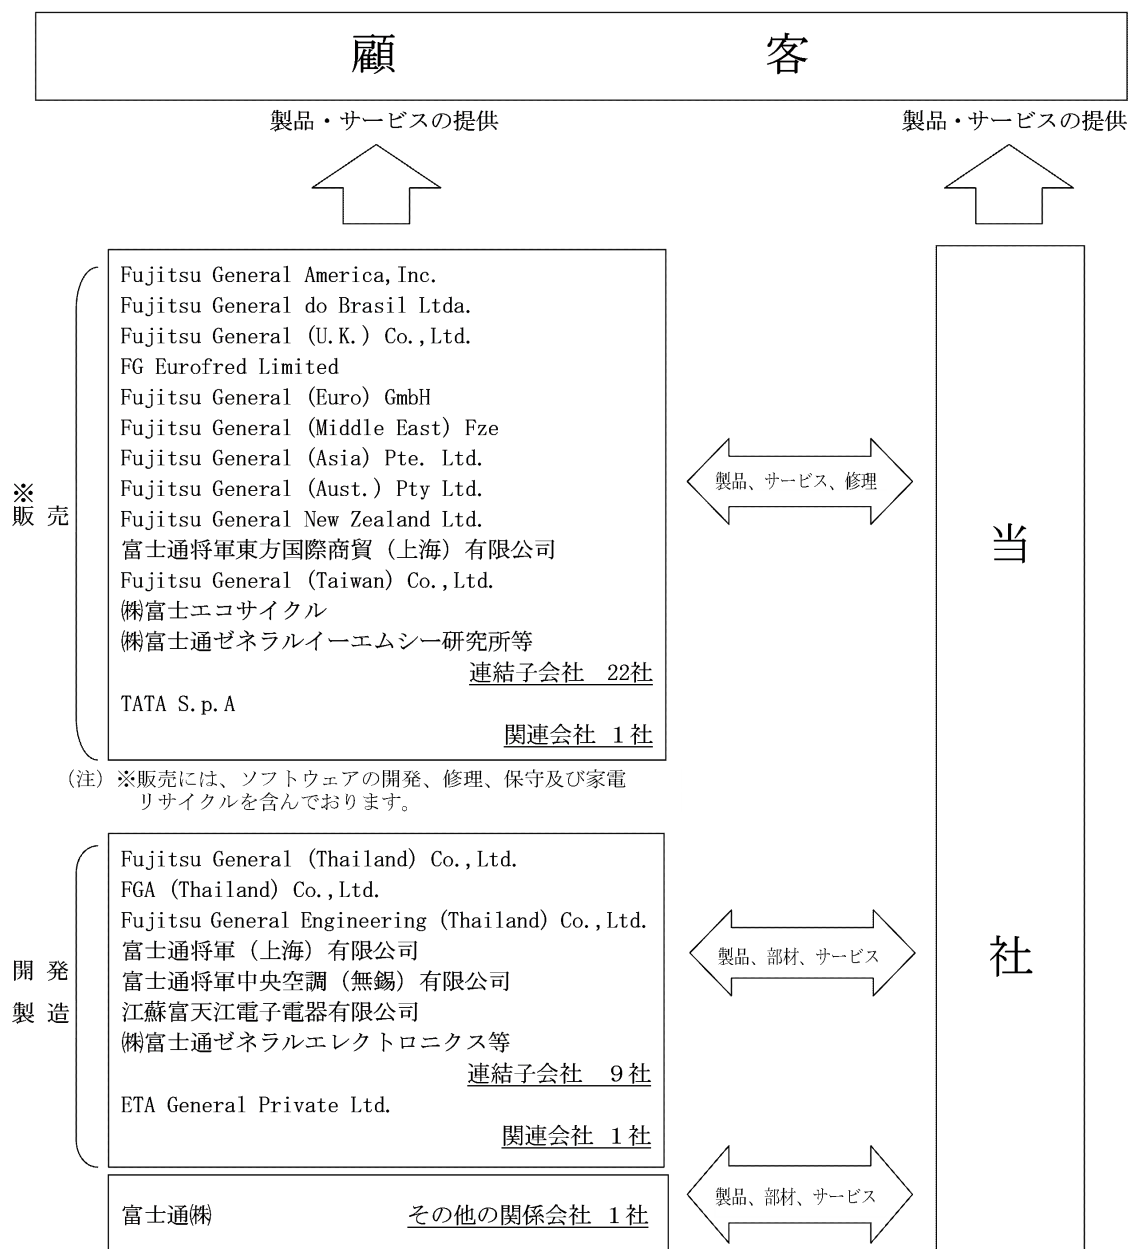 顧客
製品・サービスの提供
製品・サービスの提供
※
販売
Fujitsu General America,Inc.
Fujitsu General do Brasil Ltda.
Fujitsu General (U.K.) Co.,Ltd.
FG Eurofred Limited
Fujitsu General (Euro) GmbH
Fujitsu General (Middle East) Fze
Fujitsu General (Asia) Pte. Ltd.
Fujitsu General (Aust.) Pty Ltd.
Fujitsu General New Zealand Ltd.
富士通将軍東方国際商貿（上海）有限公司
Fujitsu General (Taiwan) Co.,Ltd.
㈱富士エコサイクル
㈱富士通ゼネラルイーエムシー研究所等
連結子会社　22社
TATA S.p.A
関連会社　１社
製品、サービス、修理
（注）※販売には、ソフトウェアの開発、修理、保守及び家電
リサイクルを含んでおります。
開発
製造
Fujitsu General (Thailand) Co.,Ltd.
FGA (Thailand) Co.,Ltd.
Fujitsu General Engineering (Thailand) Co.,Ltd.
富士通将軍（上海）有限公司
富士通将軍中央空調（無錫）有限公司
江蘇富天江電子電器有限公司
㈱富士通ゼネラルエレクトロニクス等
連結子会社　９社
ETA General Private Ltd.
関連会社　１社
製品、部材、サービス
富士通㈱　その他の関係会社　１社
製品、部材、サービス
当社